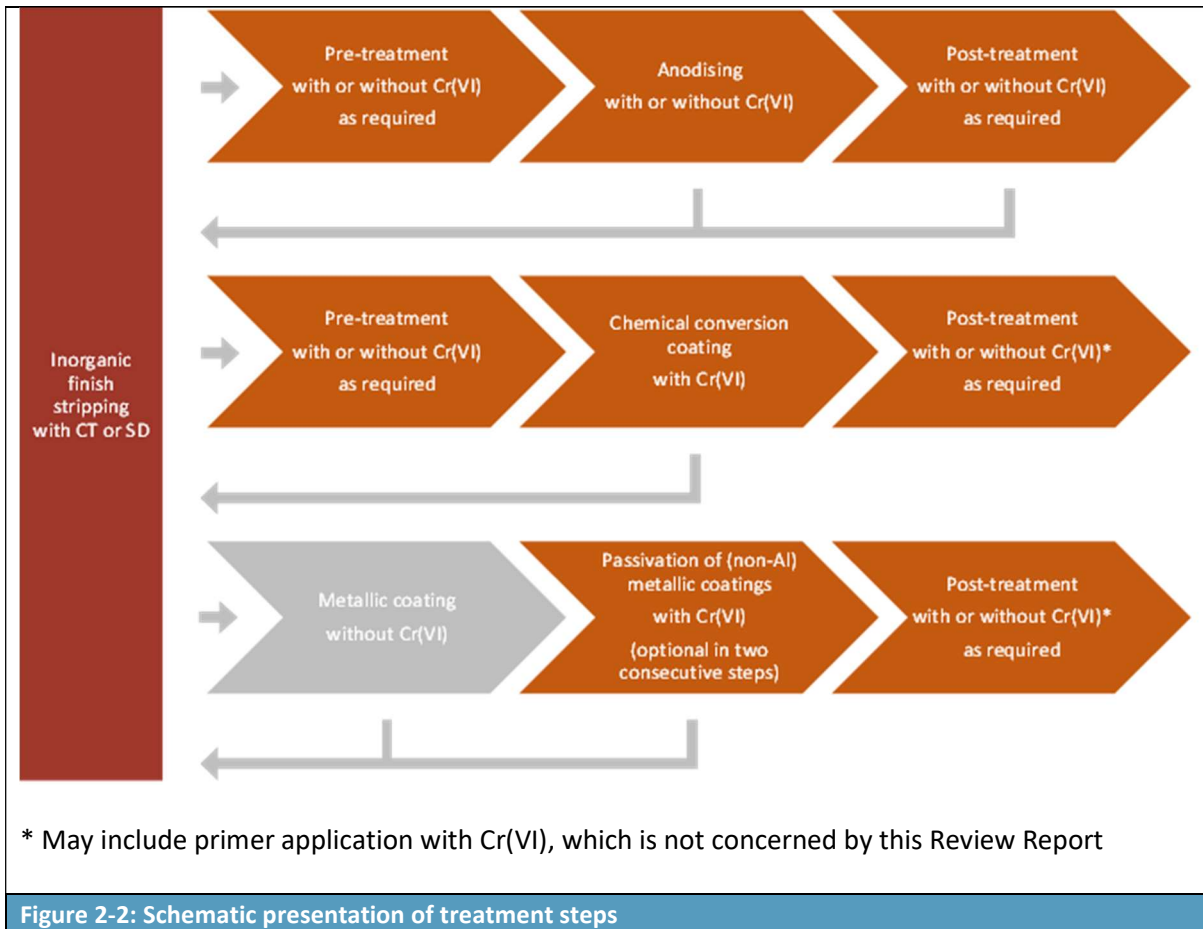 Pre-treatment
with or without Cr(VI)
as required
Anodising
with or without Cr(VI)
Post-treatment
with or without Cr(VI)
as required
Inorganic
finish
stripping
with CT or SD
Pre-treatment
with or without Cr(VI)
as required
Chemical conversion
coating
with Cr(VI)
Post-treatment
with or without Cr(VI)*
as required
Metallic coating
without Cr(VI)
Passivation of (non-Al)
metallic coatings
with Cr(VI)
(optional in two
consecutive steps)
Post-treatment
with or without Cr(VI)*
as required
* May include primer application with Cr(VI), which is not concerned by this Review Report
Figure 2-2: Schematic presentation of treatment steps